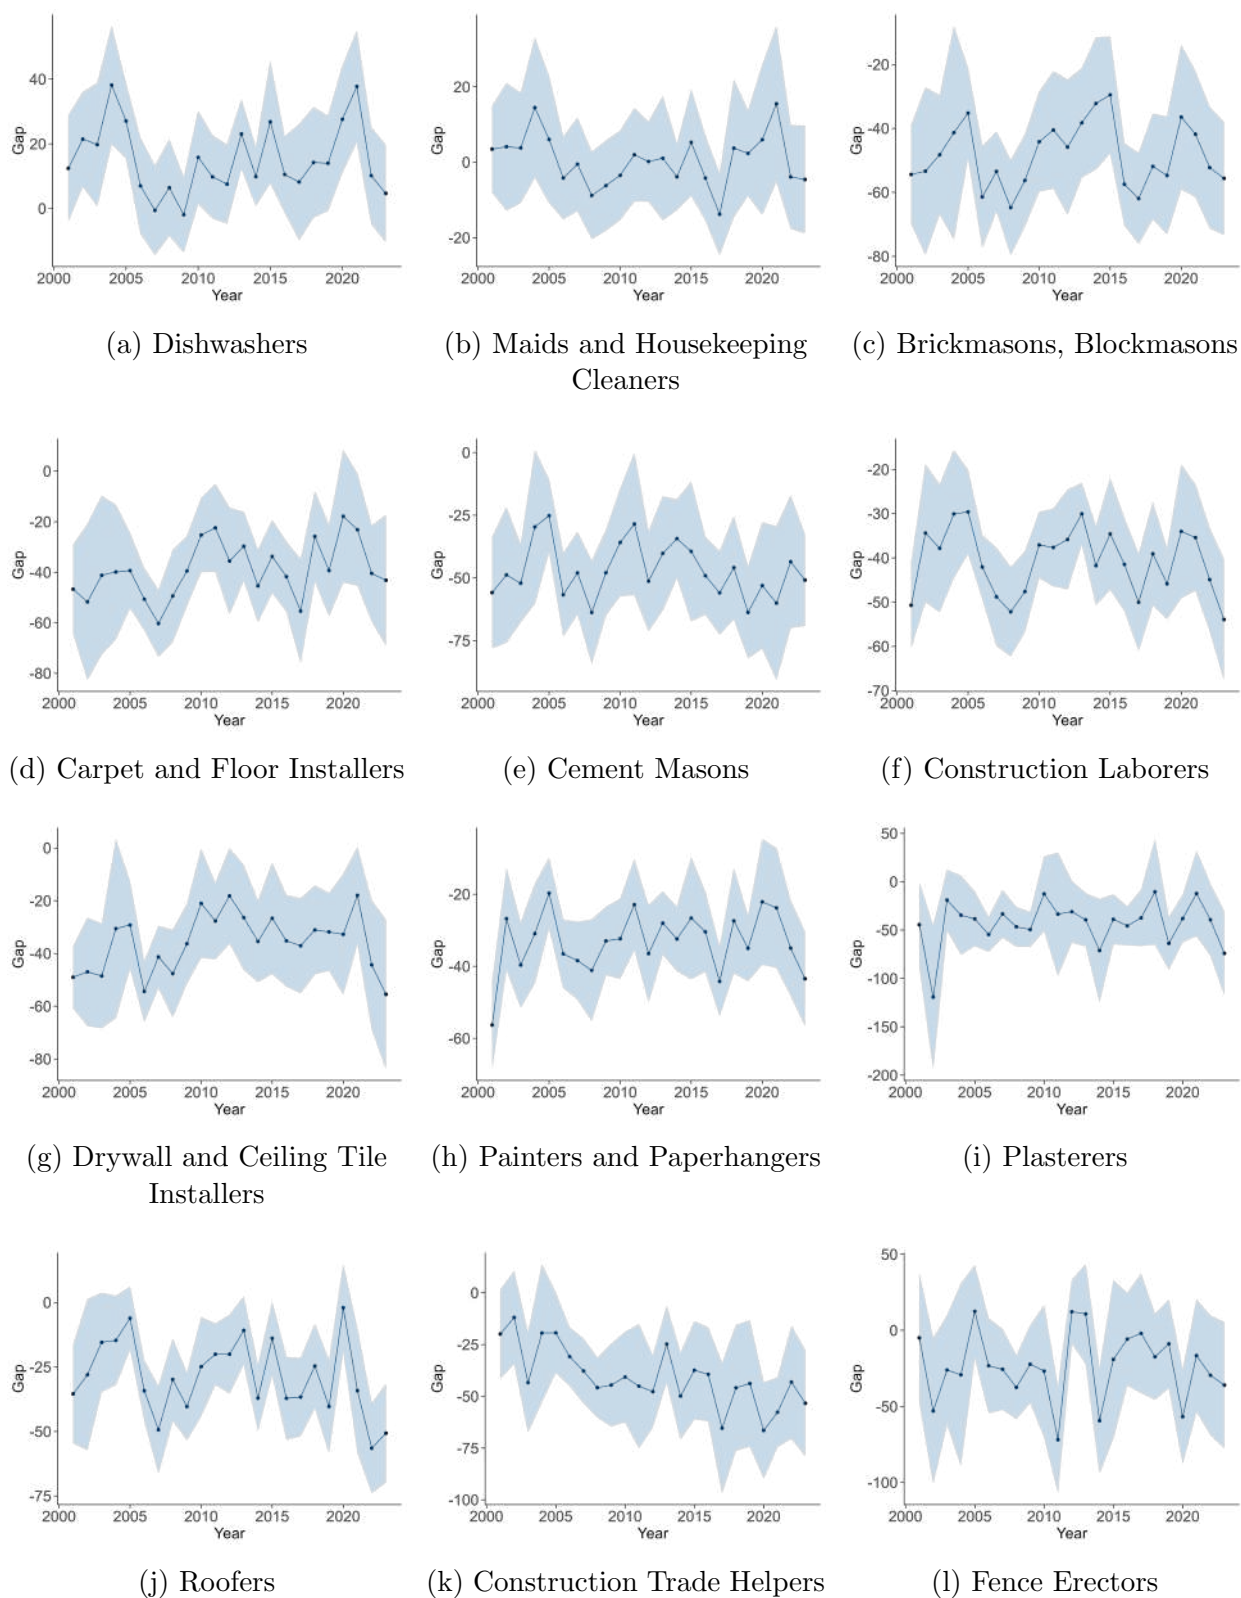 40
20
0
Gap
2000 2005 2010 2015 2020
Year
(a) Dishwashers
20
0
-20
Gap
2000 2005 2010 2015 2020
Year
(b) Maids and Housekeeping
Cleaners
-20
-40
-60
-80
Gap
2000 2005 2010 2015 2020
Year
(c) Brickmasons, Blockmasons
0
-20
-40
-60
-80
Gap
2000 2005 2010 2015 2020
Year
(d) Carpet and Floor Installers
0
-25
-50
-75
Gap
2000 2005 2010 2015 2020
Year
(e) Cement Masons
-20
-30
-40
-50
-60
-70
Gap
2000 2005 2010 2015 2020
Year
(f) Construction Laborers
0
-20
-40
-60
-80
Gap
2000 2005 2010 2015 2020
Year
(g) Drywall and Ceiling Tile
Installers
-20
-40
-60
Gap
2000 2005 2010 2015 2020
Year
(h) Painters and Paperhangers
50
0
-50
-100
-150
-200
Gap
2000 2005 2010 2015 2020
Year
(i) Plasterers
0
-25
-50
-75
Gap
2000 2005 2010 2015 2020
Year
(j) Roofers
0
-25
-50
-75
-100
Gap
2000 2005 2010 2015 2020
Year
(k) Construction Trade Helpers
50
0
-50
-100
Gap
2000 2005 2010 2015 2020
Year
(l) Fence Erectors